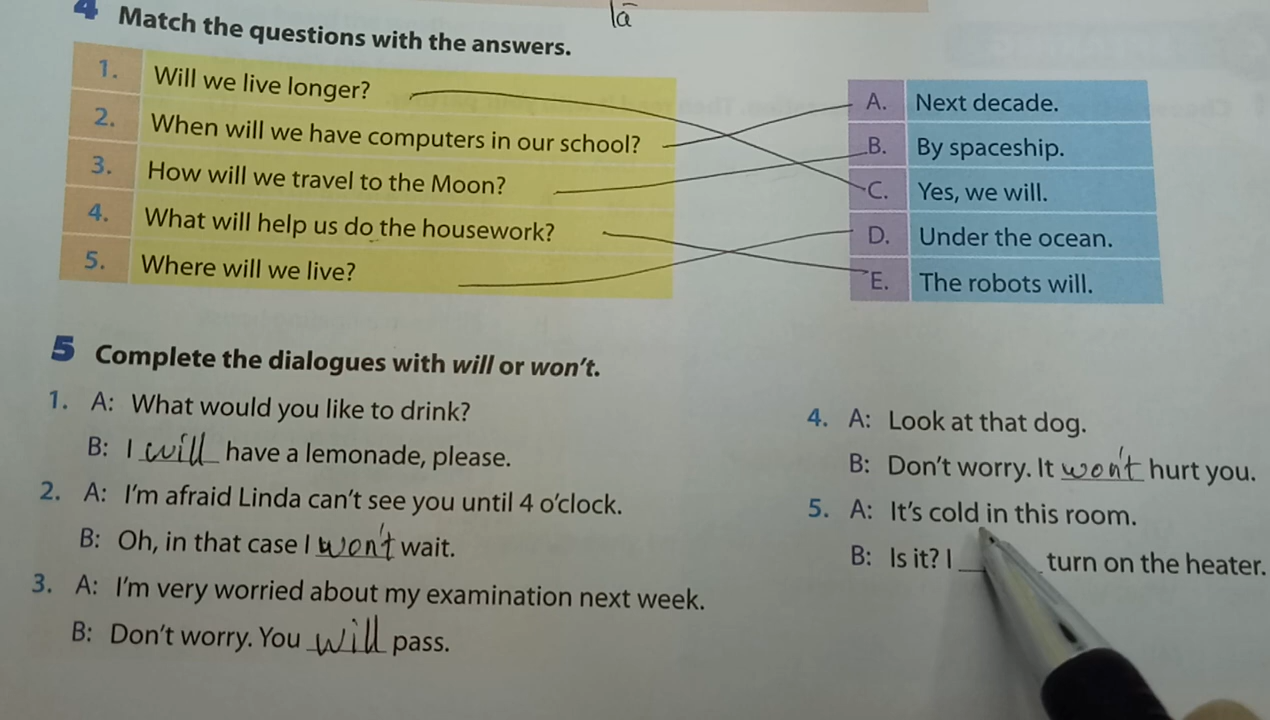 lā
4 Match the questions with the answers.
1. Will we live longer?
2. When will we have computers in our school?
3. How will we travel to the Moon?
4. What will help us do the housework?
5. Where will we live?
A. Next decade.
B. By spaceship.
C. Yes, we will.
D. Under the ocean.
E. The robots will.
5 Complete the dialogues with will or won't.
1. A: What would you like to drink?
B: I will have a lemonade, please.
2. A: I'm afraid Linda can't see you until 4 o'clock.
B: Oh, in that case I won't wait.
3. A: I'm very worried about my examination next week.
B: Don't worry. You will pass.
4. A: Look at that dog.
B: Don't worry. It won't hurt you.
5. A: It's cold in this room.
B: Is it? I ____ turn on the heater.